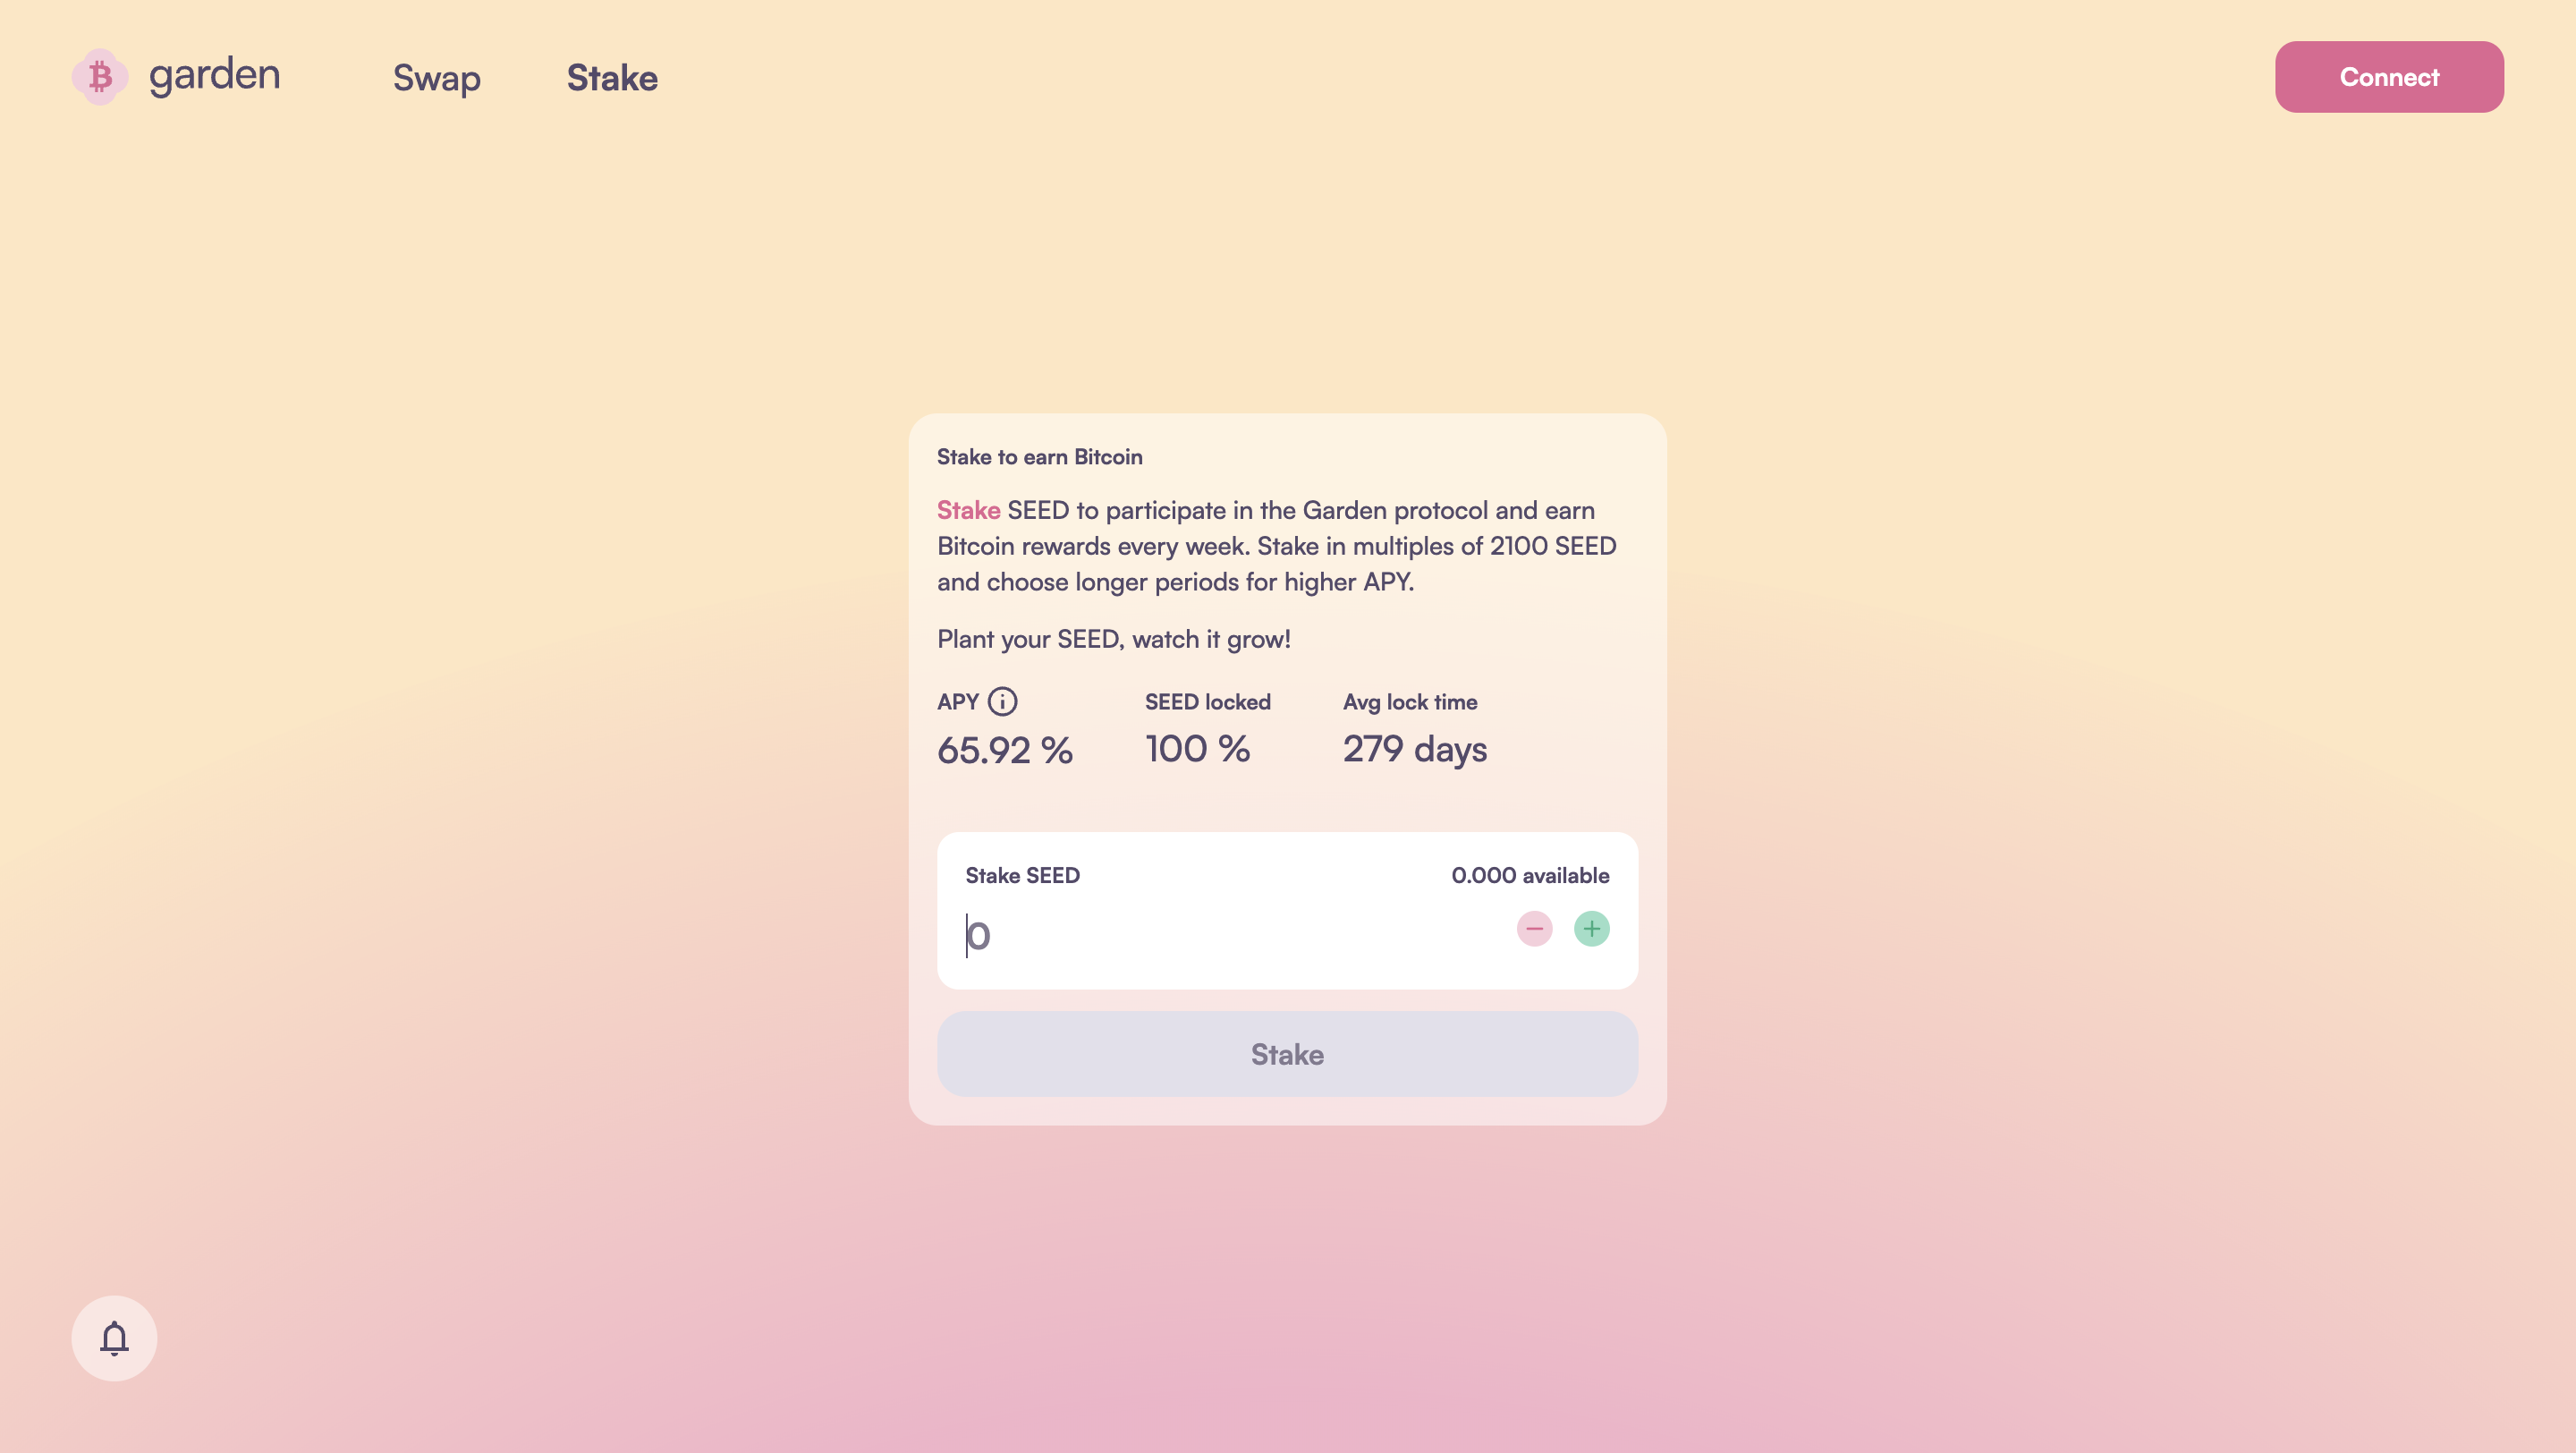 garden
Swap
Stake
Connect
Stake to earn Bitcoin
Stake SEED to participate in the Garden protocol and earn
Bitcoin rewards every week. Stake in multiples of 2100 SEED
and choose longer periods for higher APY.
Plant your SEED, watch it grow!
APY
SEED locked
Avg lock time
65.92 %
100 %
279 days
Stake SEED
0.000 available
0
Stake